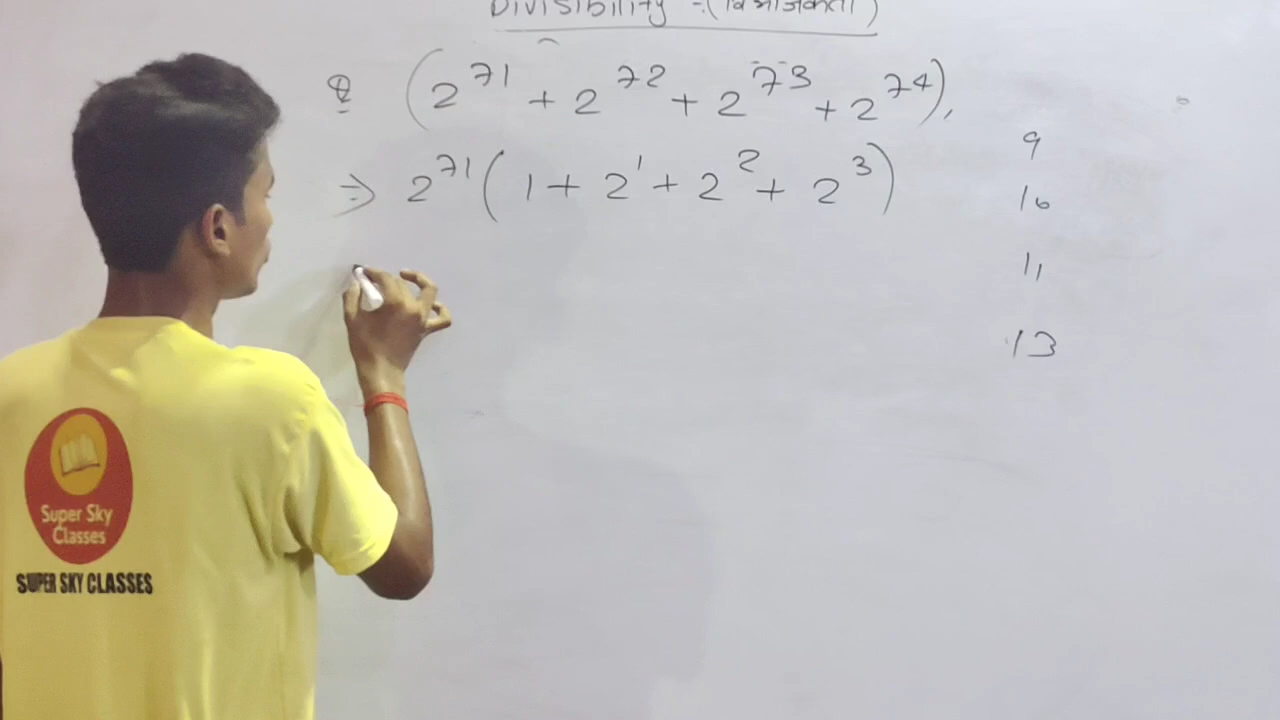 Divisibility :- (विभाजकता)
Q (2^71 + 2^72 + 2^73 + 2^74),
⇒ 2^71 (1 + 2^1 + 2^2 + 2^3)
9
16
11
13
Super Sky
Classes
SUPER SKY CLASSES